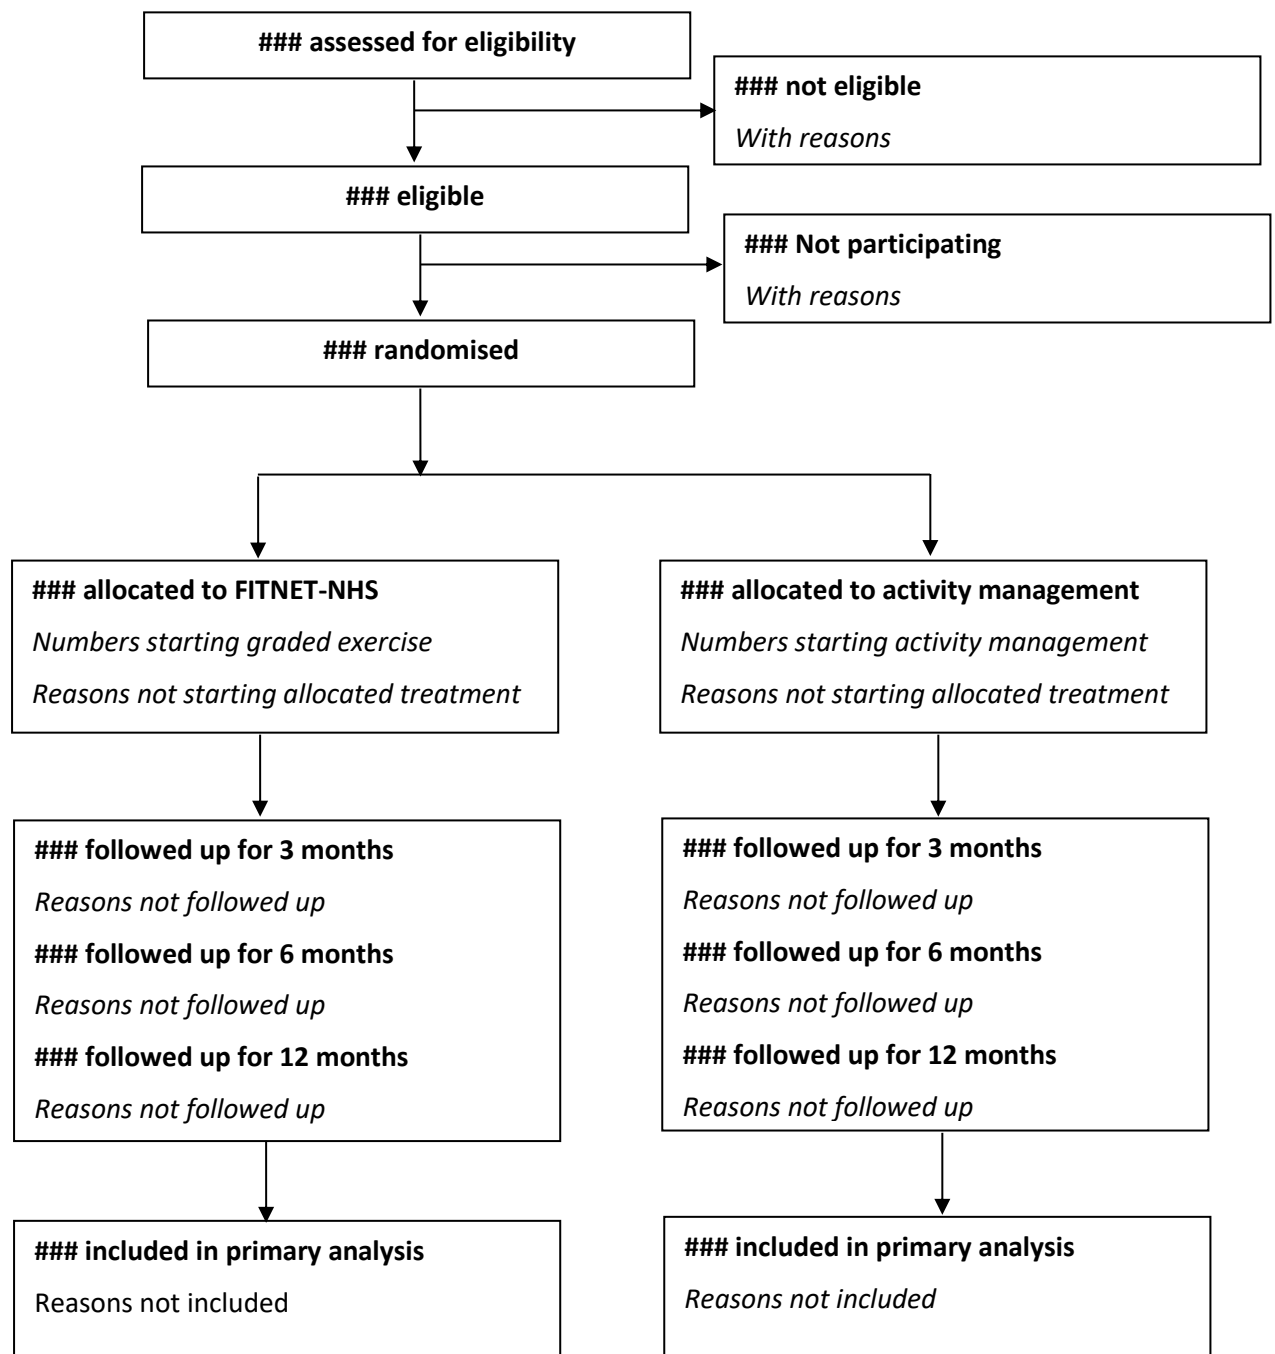 ### assessed for eligibility
### not eligible
With reasons
### eligible
### Not participating
With reasons
### randomised
### allocated to FITNET-NHS
Numbers starting graded exercise
Reasons not starting allocated treatment
### allocated to activity management
Numbers starting activity management
Reasons not starting allocated treatment
### followed up for 3 months
Reasons not followed up
### followed up for 6 months
Reasons not followed up
### followed up for 12 months
Reasons not followed up
### followed up for 3 months
Reasons not followed up
### followed up for 6 months
Reasons not followed up
### followed up for 12 months
Reasons not followed up
### included in primary analysis
Reasons not included
### included in primary analysis
Reasons not included